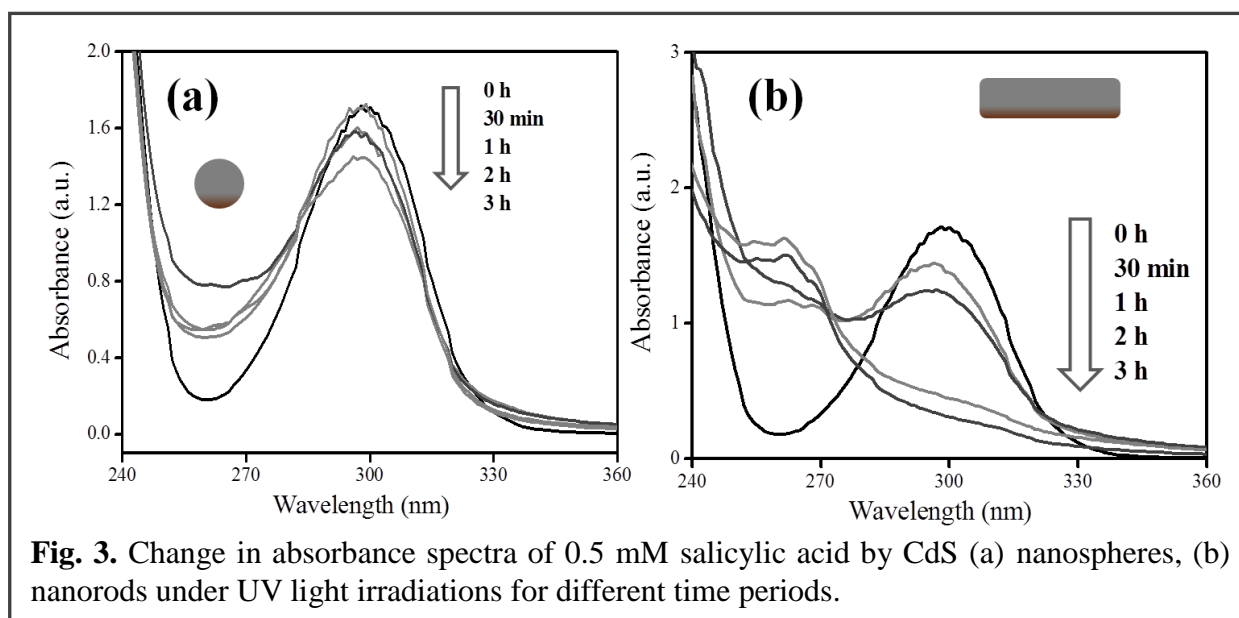 (a)
2.0
1.6
1.2
0.8
0.4
0.0
Absorbance (a.u.)
240 270 300 330 360
Wavelength (nm)
0 h
30 min
1 h
2 h
3 h
(b)
3
2
1
0
Absorbance (a.u.)
240 270 300 330 360
Wavelength (nm)
0 h
30 min
1 h
2 h
3 h
Fig. 3. Change in absorbance spectra of 0.5 mM salicylic acid by CdS (a) nanospheres, (b)
nanorods under UV light irradiations for different time periods.